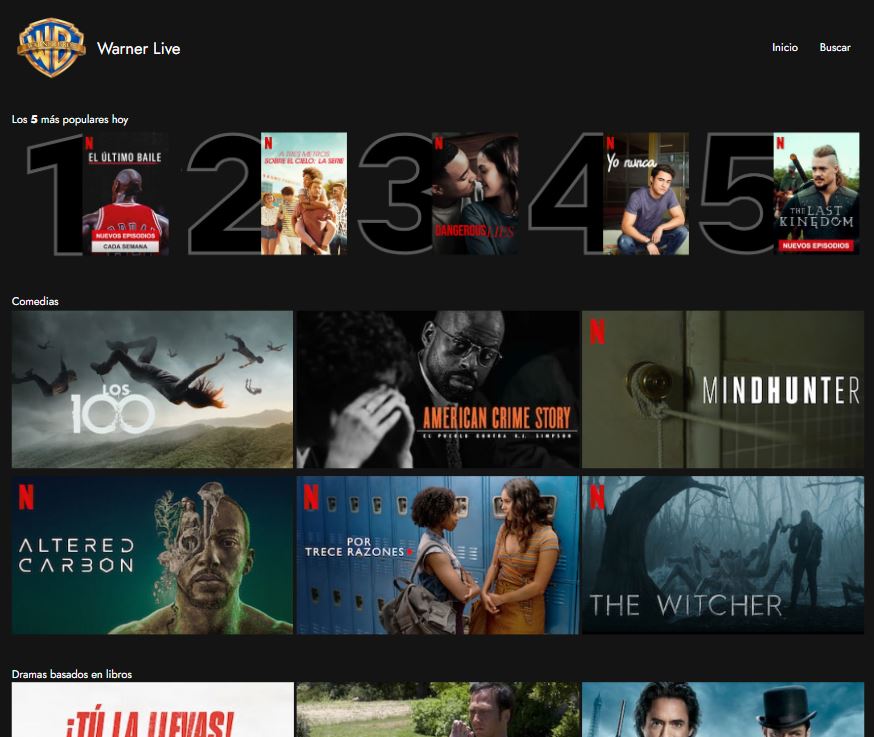 WARNER BROS
Warner Live
Inicio
Buscar
Los 5 más populares hoy
1
EL ÚLTIMO BAILE
NUEVOS EPISODIOS
CADA SEMANA
2
A TRES METROS
SOBRE EL CIELO: LA SERIE
3
DANGEROUS LIES
4
Yo nunca
5
THE LAST
KINGDOM
NUEVOS EPISODIOS
Comedias
LOS
100
AMERICAN CRIME STORY
EL PUEBLO CONTRA O.J. SIMPSON
MINDHUNTER
ALTERED
CARBON
POR
TRECE RAZONES
THE WITCHER
Dramas basados en libros
¡TÚ LA LLEVAS!